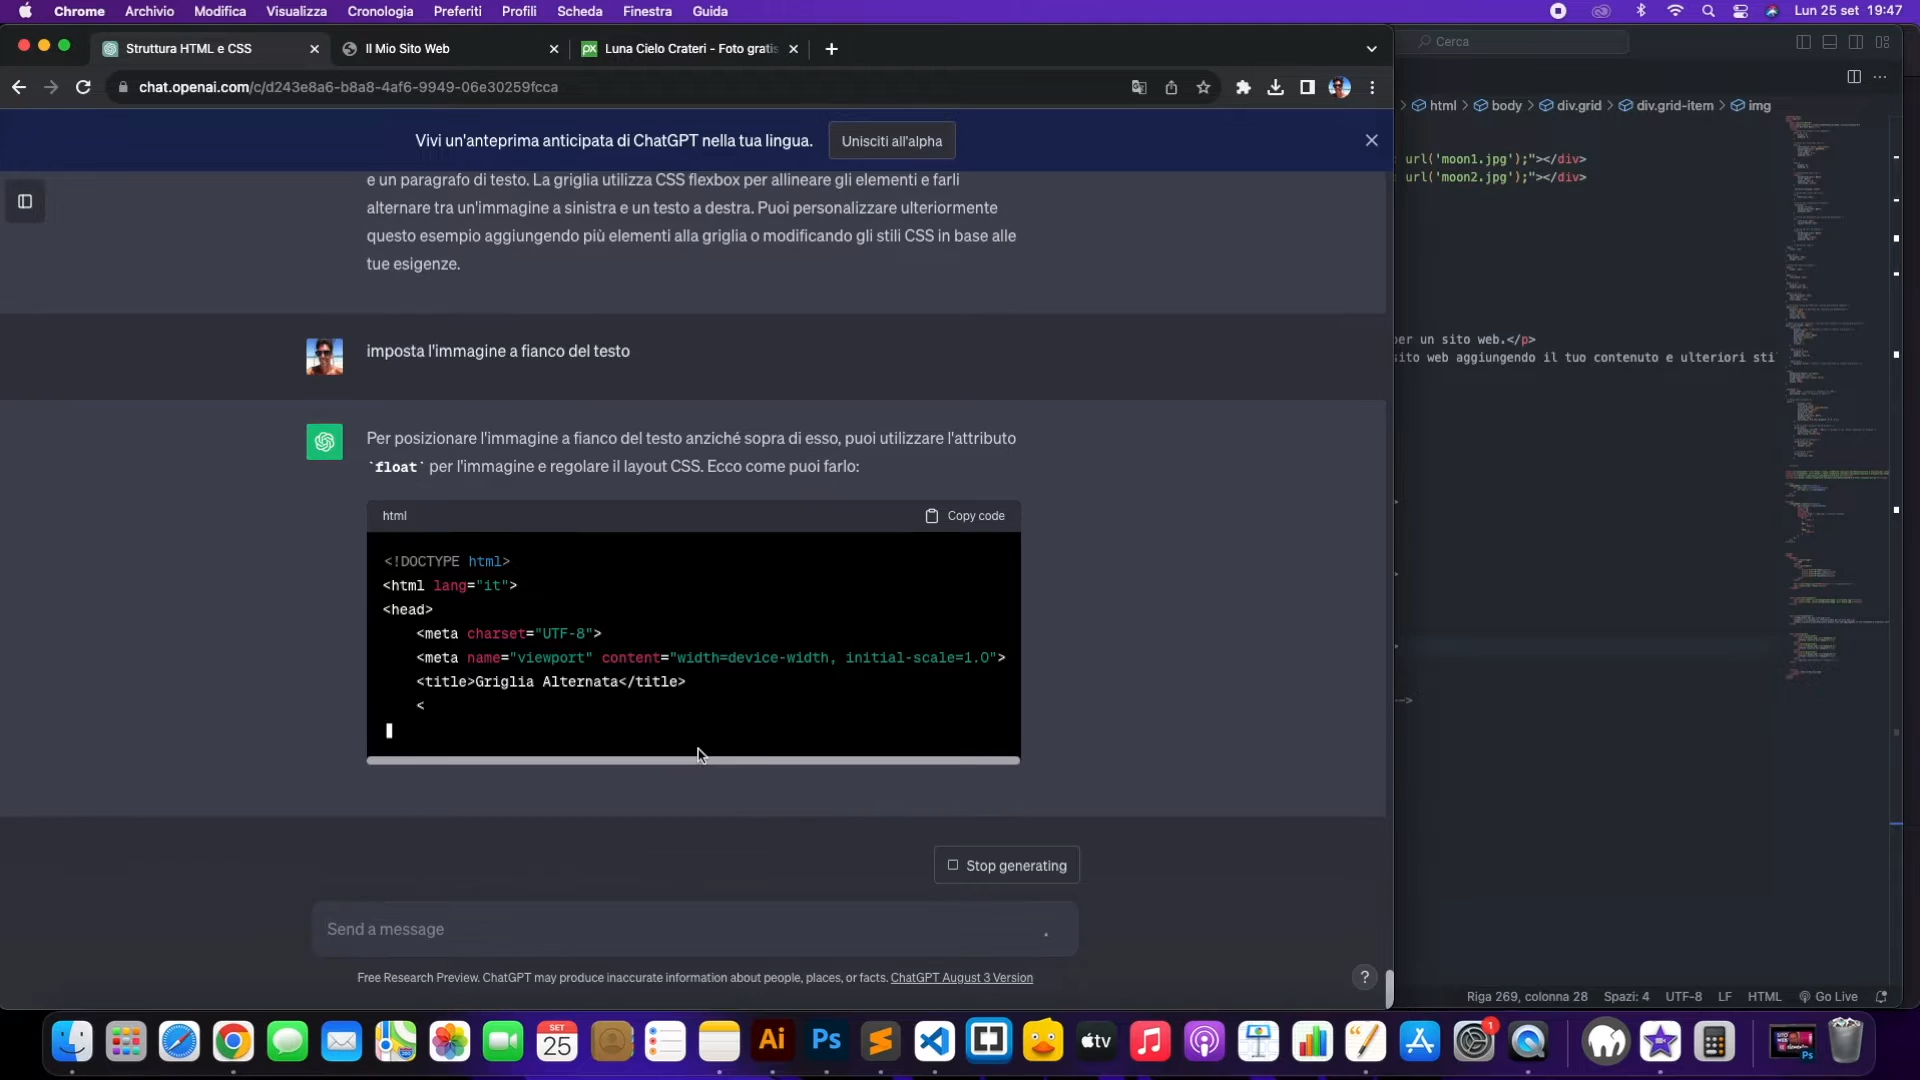 Chrome Archivio Modifica Visualizza Cronologia Preferiti Profili Scheda Finestra Guida Lun 25 set 19:47
Struttura HTML e CSS Il Mio Sito Web Luna Cielo Crateri - Foto gratis
Cerca
chat.openai.com/c/d243e8a6-b8a8-4af6-9949-06e30259fcca
html > body > div.grid > div.grid-item > img
Vivi un'anteprima anticipata di ChatGPT nella tua lingua. Unisciti all'alpha
url('moon1.jpg');"></div>
url('moon2.jpg');"></div>
e un paragrafo di testo. La griglia utilizza CSS flexbox per allineare gli elementi e farli
alternare tra un'immagine a sinistra e un testo a destra. Puoi personalizzare ulteriormente
questo esempio aggiungendo più elementi alla griglia o modificando gli stili CSS in base alle
tue esigenze.
per un sito web.</p>
sito web aggiungendo il tuo contenuto e ulteriori sti
imposta l'immagine a fianco del testo
Per posizionare l'immagine a fianco del testo anziché sopra di esso, puoi utilizzare l'attributo
`float` per l'immagine e regolare il layout CSS. Ecco come puoi farlo:
html Copy code
<!DOCTYPE html>
<html lang="it">
<head>
<meta charset="UTF-8">
<meta name="viewport" content="width=device-width, initial-scale=1.0">
<title>Griglia Alternata</title>
<
-->
Stop generating
Send a message
Free Research Preview. ChatGPT may produce inaccurate information about people, places, or facts. ChatGPT August 3 Version
?
Riga 269, colonna 28 Spazi: 4 UTF-8 LF HTML Go Live
SET
25
Ai
Ps
tv
1
Ps